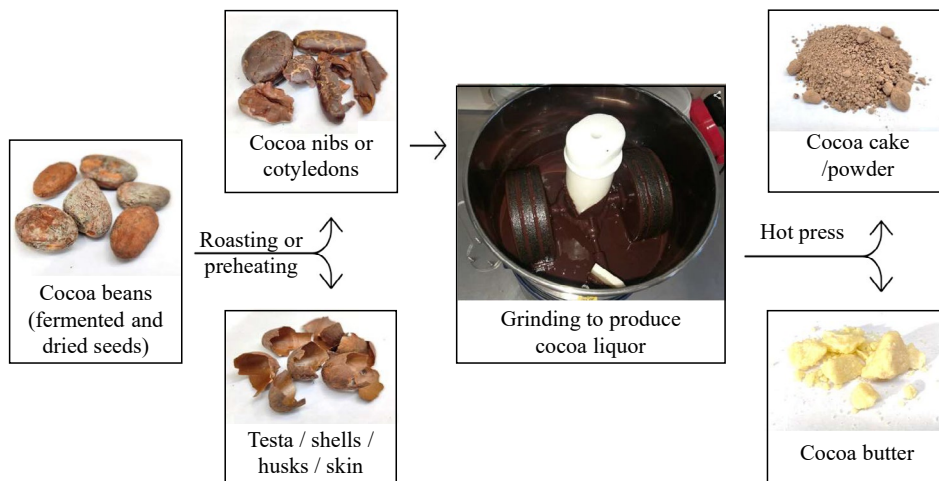 Cocoa beans
(fermented and
dried seeds)
Roasting or
preheating
Cocoa nibs or
cotyledons
Testa / shells /
husks / skin
Grinding to produce
cocoa liquor
Hot press
Cocoa cake
/powder
Cocoa butter